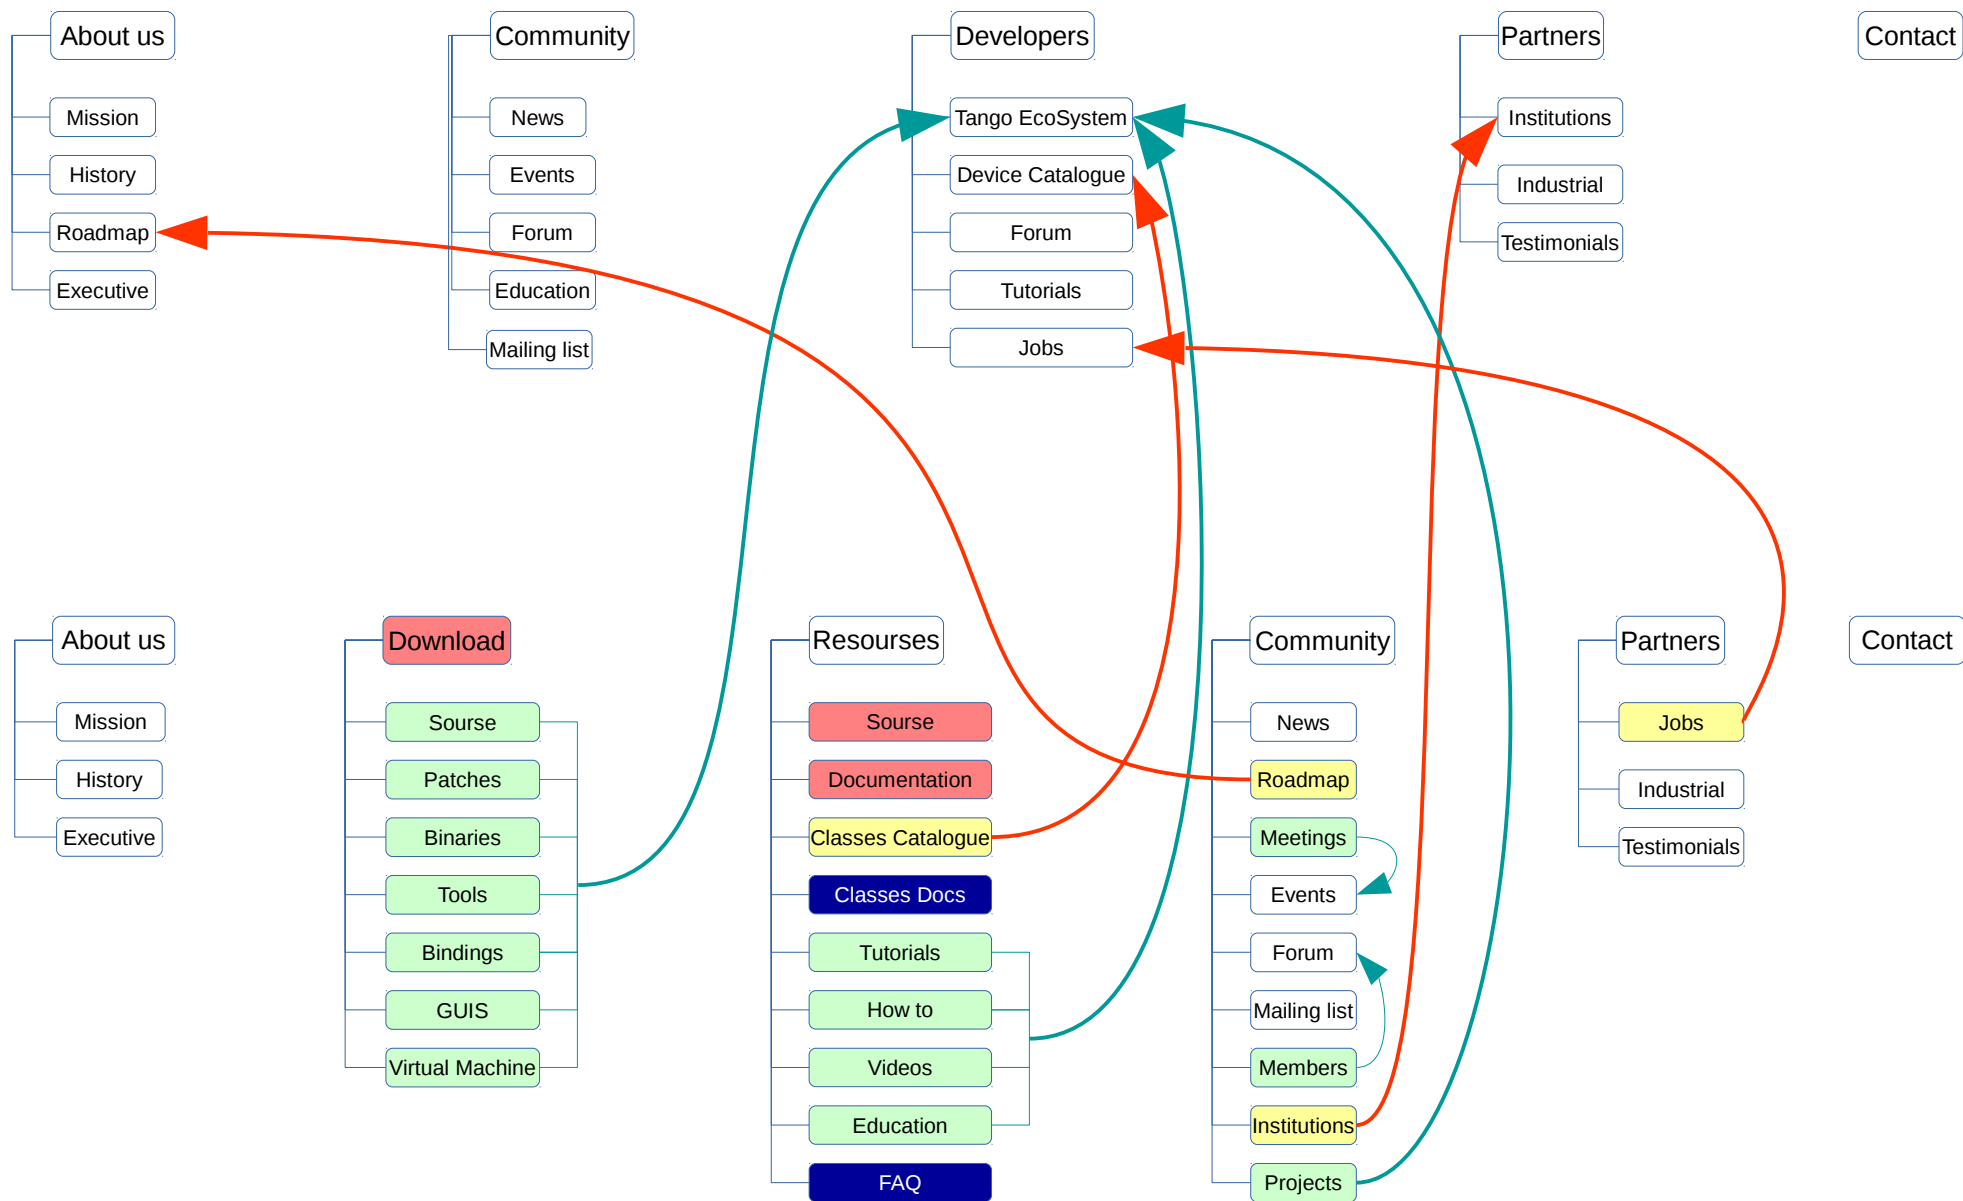 About us
Mission
History
Roadmap
Executive
Community
News
Events
Forum
Education
Mailing list
Developers
Tango EcoSystem
Device Catalogue
Forum
Tutorials
Jobs
Partners
Institutions
Industrial
Testimonials
Contact
About us
Mission
History
Executive
Download
Sourse
Patches
Binaries
Tools
Bindings
GUIS
Virtual Machine
Resourses
Sourse
Documentation
Classes Catalogue
Classes Docs
Tutorials
How to
Videos
Education
FAQ
Community
News
Roadmap
Meetings
Events
Forum
Mailing list
Members
Institutions
Projects
Partners
Jobs
Industrial
Testimonials
Contact